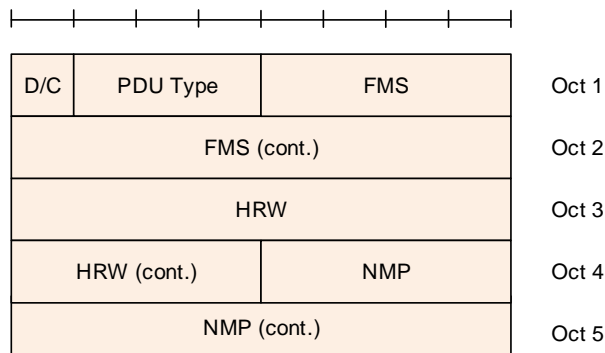 D/C PDU Type FMS Oct 1
FMS (cont.) Oct 2
HRW Oct 3
HRW (cont.) NMP Oct 4
NMP (cont.) Oct 5